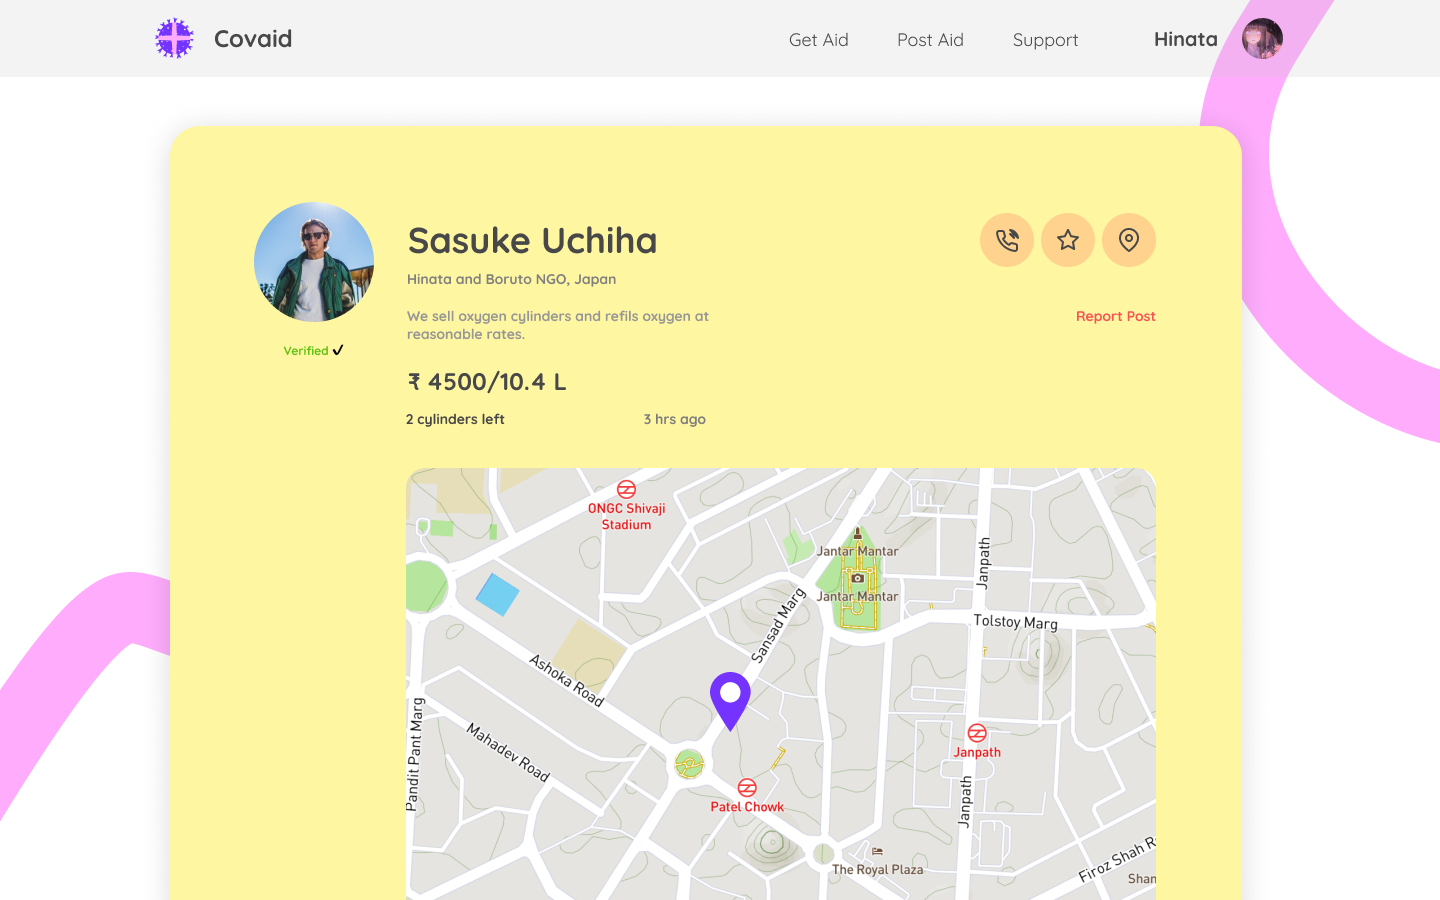 Covaid
Get Aid
Post Aid
Support
Hinata
Sasuke Uchiha
Hinata and Boruto NGO, Japan
We sell oxygen cylinders and refils oxygen at
reasonable rates.
Report Post
Verified ✔
₹ 4500/10.4 L
2 cylinders left
3 hrs ago
ONGC Shivaji
Stadium
Jantar Mantar
Janpath
Jantar Mantar
Sansad Marg
Tolstoy Marg
Ashoka Road
Pandit Pant Marg
Mahadev Road
Janpath
Patel Chowk
Janpath
The Royal Plaza
Firoz Shah R
Shan